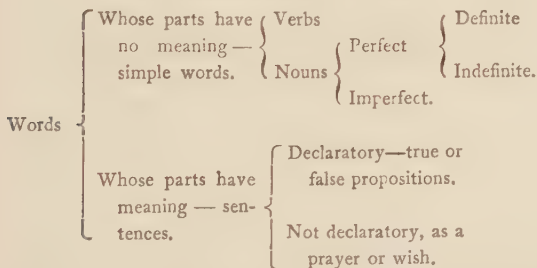 Whose parts have
no meaning —
simple words.
Verbs
Nouns
Perfect
Imperfect.
Definite
Indefinite.
Words
Whose parts have
meaning — sen-
tences.
Declaratory—true or
false propositions.
Not declaratory, as a
prayer or wish.